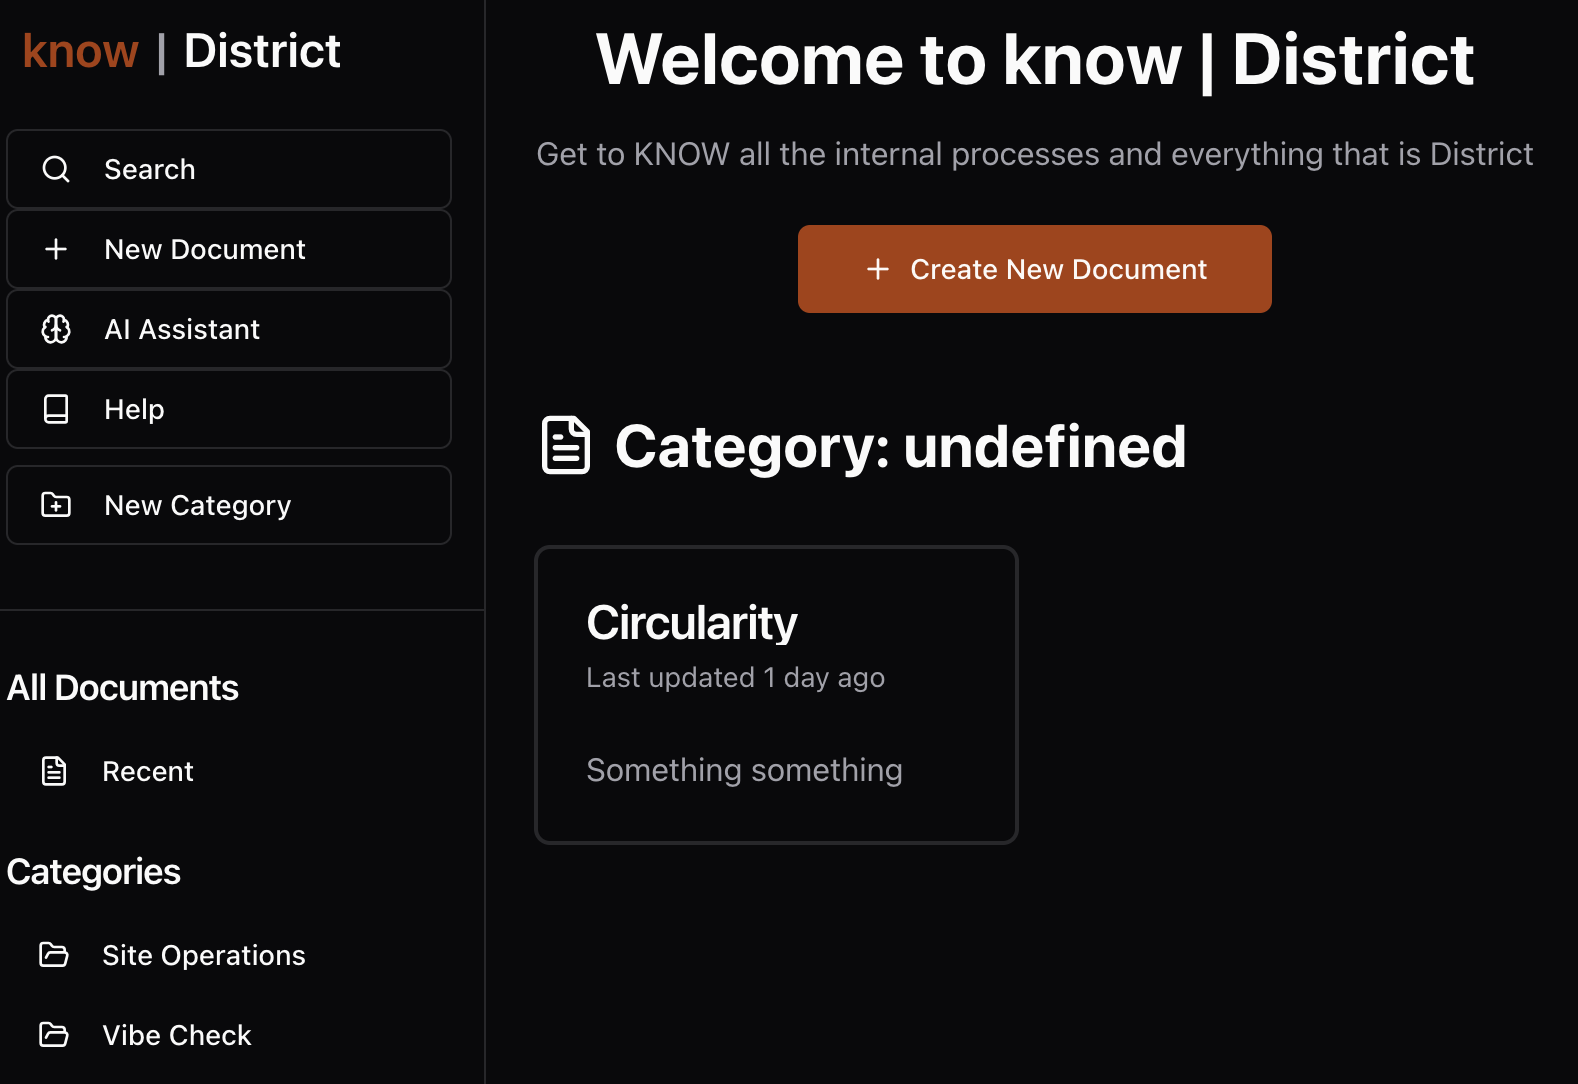 know | District
Search
New Document
AI Assistant
Help
New Category
All Documents
Recent
Categories
Site Operations
Vibe Check
Welcome to know | District
Get to KNOW all the internal processes and everything that is District
Create New Document
Category: undefined
Circularity
Last updated 1 day ago
Something something